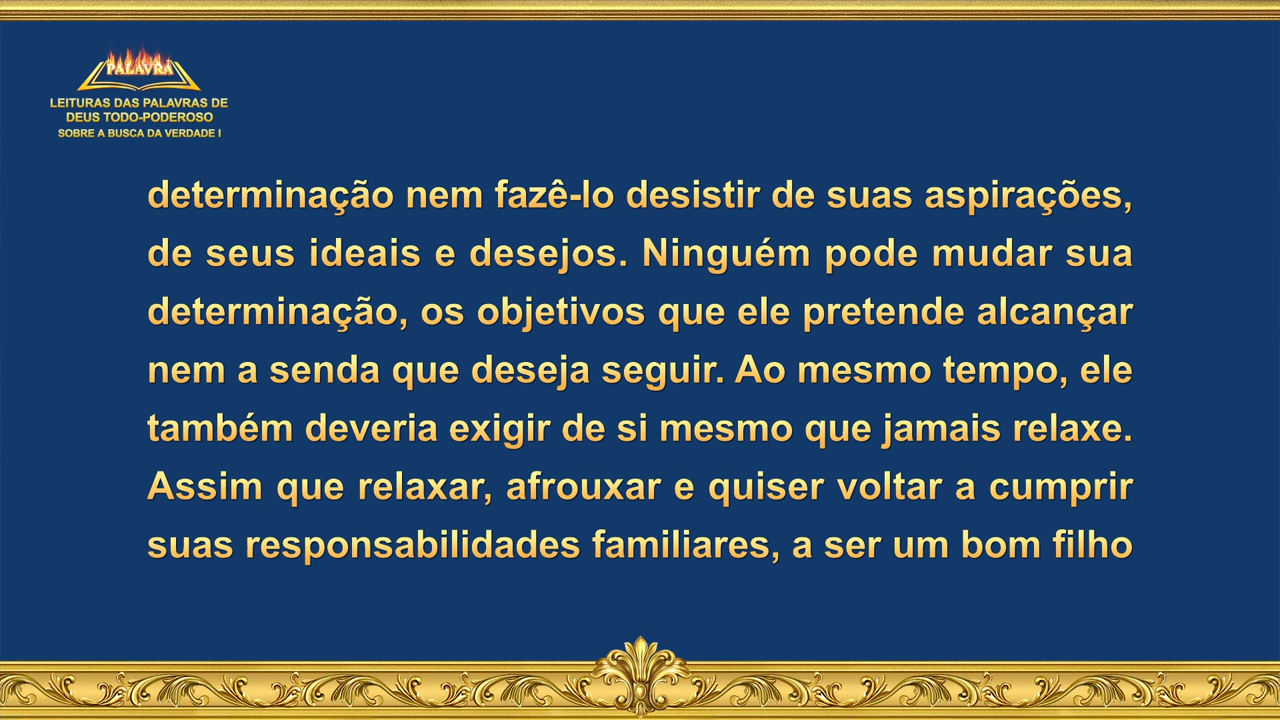 PALAVRA
LEITURAS DAS PALAVRAS DE
DEUS TODO-PODEROSO
SOBRE A BUSCA DA VERDADE I
determinação nem fazê-lo desistir de suas aspirações,
de seus ideais e desejos. Ninguém pode mudar sua
determinação, os objetivos que ele pretende alcançar
nem a senda que deseja seguir. Ao mesmo tempo, ele
também deveria exigir de si mesmo que jamais relaxe.
Assim que relaxar, afrouxar e quiser voltar a cumprir
suas responsabilidades familiares, a ser um bom filho